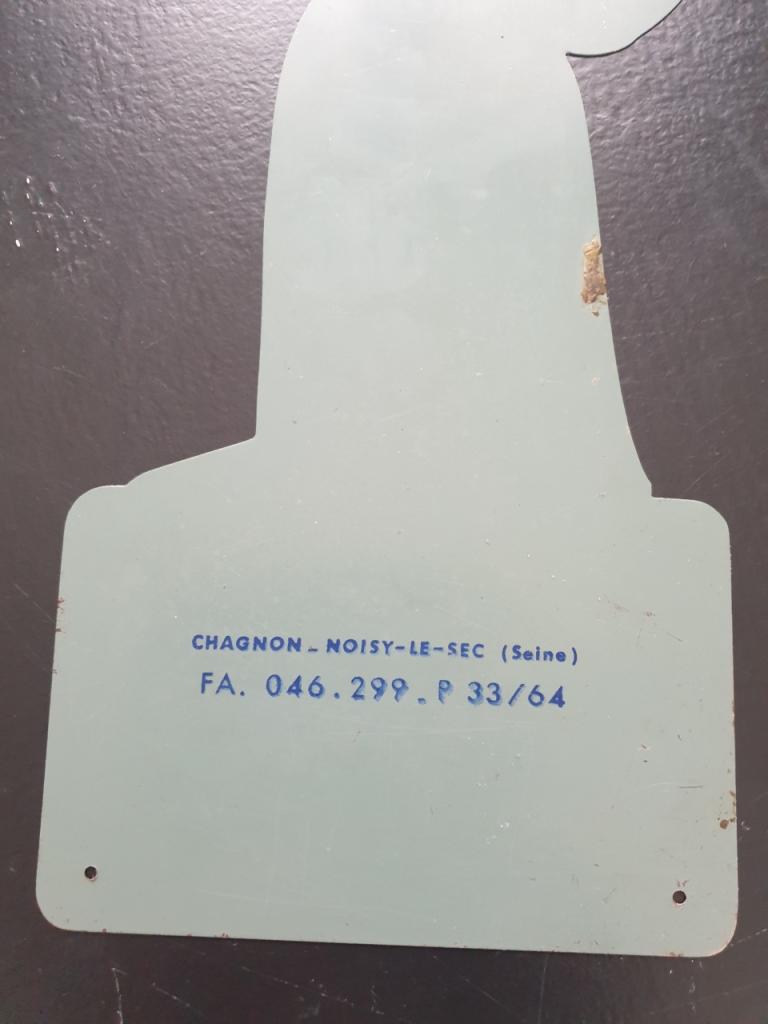 CHAGNON - NOISY-LE-SEC (Seine)
FA. 046.299 - P 33/64